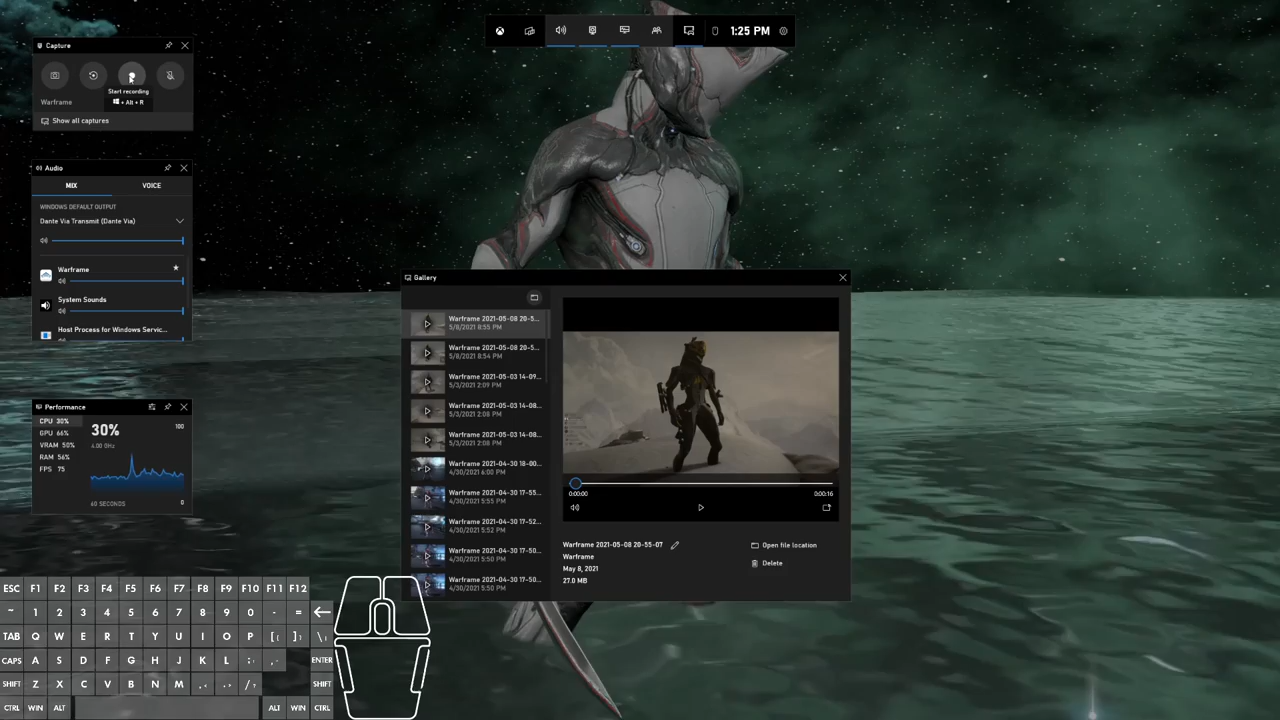 1:25 PM
Capture
Start recording
Warframe
+ Alt + R
Show all captures
Audio
MIX VOICE
WINDOWS DEFAULT OUTPUT
Dante Via Transmit (Dante Via)
Warframe
System Sounds
Host Process for Windows Servic...
Performance
CPU 30%
GPU 66%
VRAM 50%
RAM 56%
FPS 75
30%
4.00 GHz
100
60 SECONDS
0
Gallery
Warframe 2021-05-08 20-5...
5/8/2021 8:55 PM
Warframe 2021-05-08 20-5...
5/8/2021 8:54 PM
Warframe 2021-05-03 14-09...
5/3/2021 2:09 PM
Warframe 2021-05-03 14-08...
5/3/2021 2:08 PM
Warframe 2021-05-03 14-08...
5/3/2021 2:08 PM
Warframe 2021-04-30 18-00...
4/30/2021 6:00 PM
Warframe 2021-04-30 17-55...
4/30/2021 5:55 PM
Warframe 2021-04-30 17-52...
4/30/2021 5:52 PM
Warframe 2021-04-30 17-50...
4/30/2021 5:50 PM
Warframe 2021-04-30 17-50...
4/30/2021 5:50 PM
0:00:00
0:00:16
Warframe 2021-05-08 20-55-07
Warframe
May 8, 2021
27.0 MB
Open file location
Delete
ESC F1 F2 F3 F4 F5 F6 F7 F8 F9 F10 F11 F12
~ 1 2 3 4 5 6 7 8 9 0 - =
TAB Q W E R T Y U I O P [{ ]} \|
CAPS A S D F G H J K L ;: ,. ENTER
SHIFT Z X C V B N M ,< .> /? SHIFT
CTRL WIN ALT ALT WIN CTRL